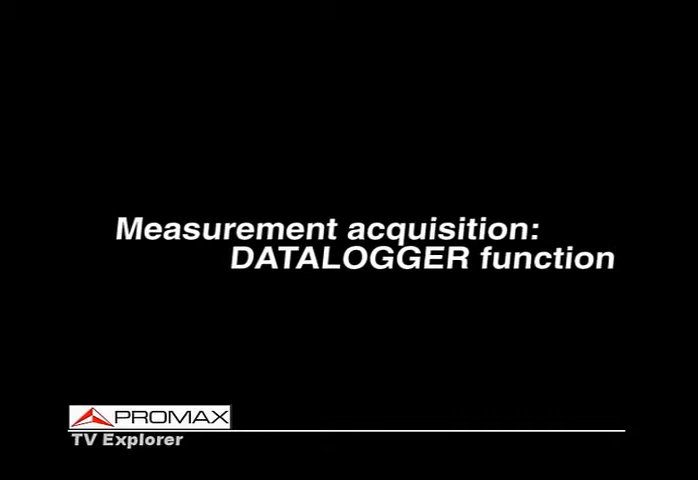 Measurement acquisition:
DATALOGGER function
PROMAX
TV Explorer